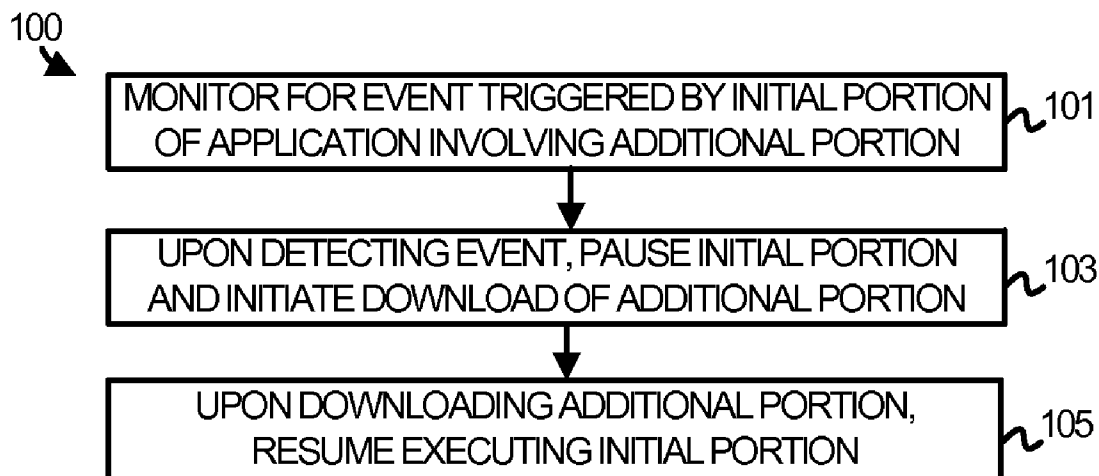 100
MONITOR FOR EVENT TRIGGERED BY INITIAL PORTION
OF APPLICATION INVOLVING ADDITIONAL PORTION
101
UPON DETECTING EVENT, PAUSE INITIAL PORTION
AND INITIATE DOWNLOAD OF ADDITIONAL PORTION
103
UPON DOWNLOADING ADDITIONAL PORTION,
RESUME EXECUTING INITIAL PORTION
105